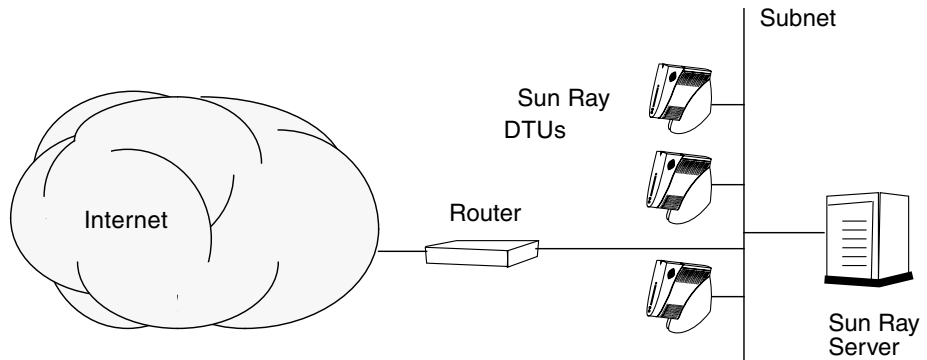 Subnet
Sun Ray
DTUs
Router
Internet
Sun Ray
Server